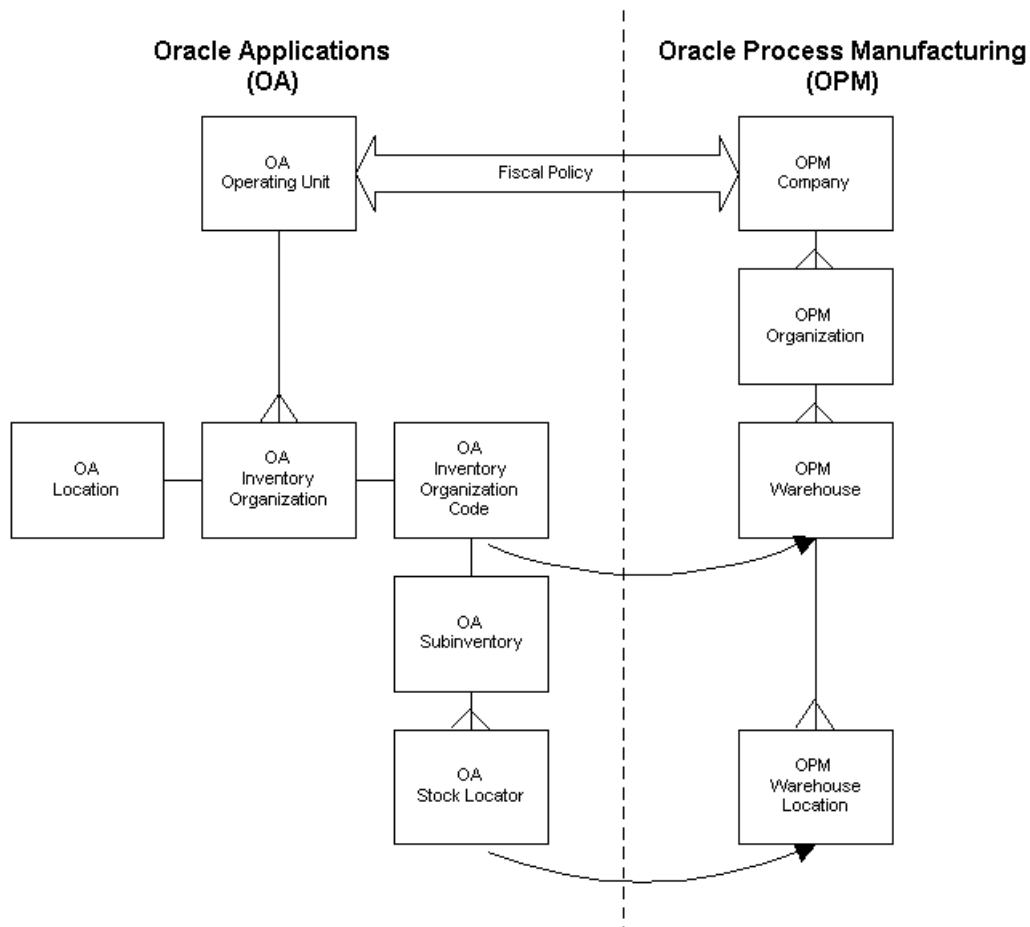 Oracle Applications
(OA)
Oracle Process Manufacturing
(OPM)
OA
Operating Unit
Fiscal Policy
OPM
Company
OPM
Organization
OA
Location
OA
Inventory
Organization
OA
Inventory
Organization
Code
OPM
Warehouse
OA
Subinventory
OA
Stock Locator
OPM
Warehouse
Location